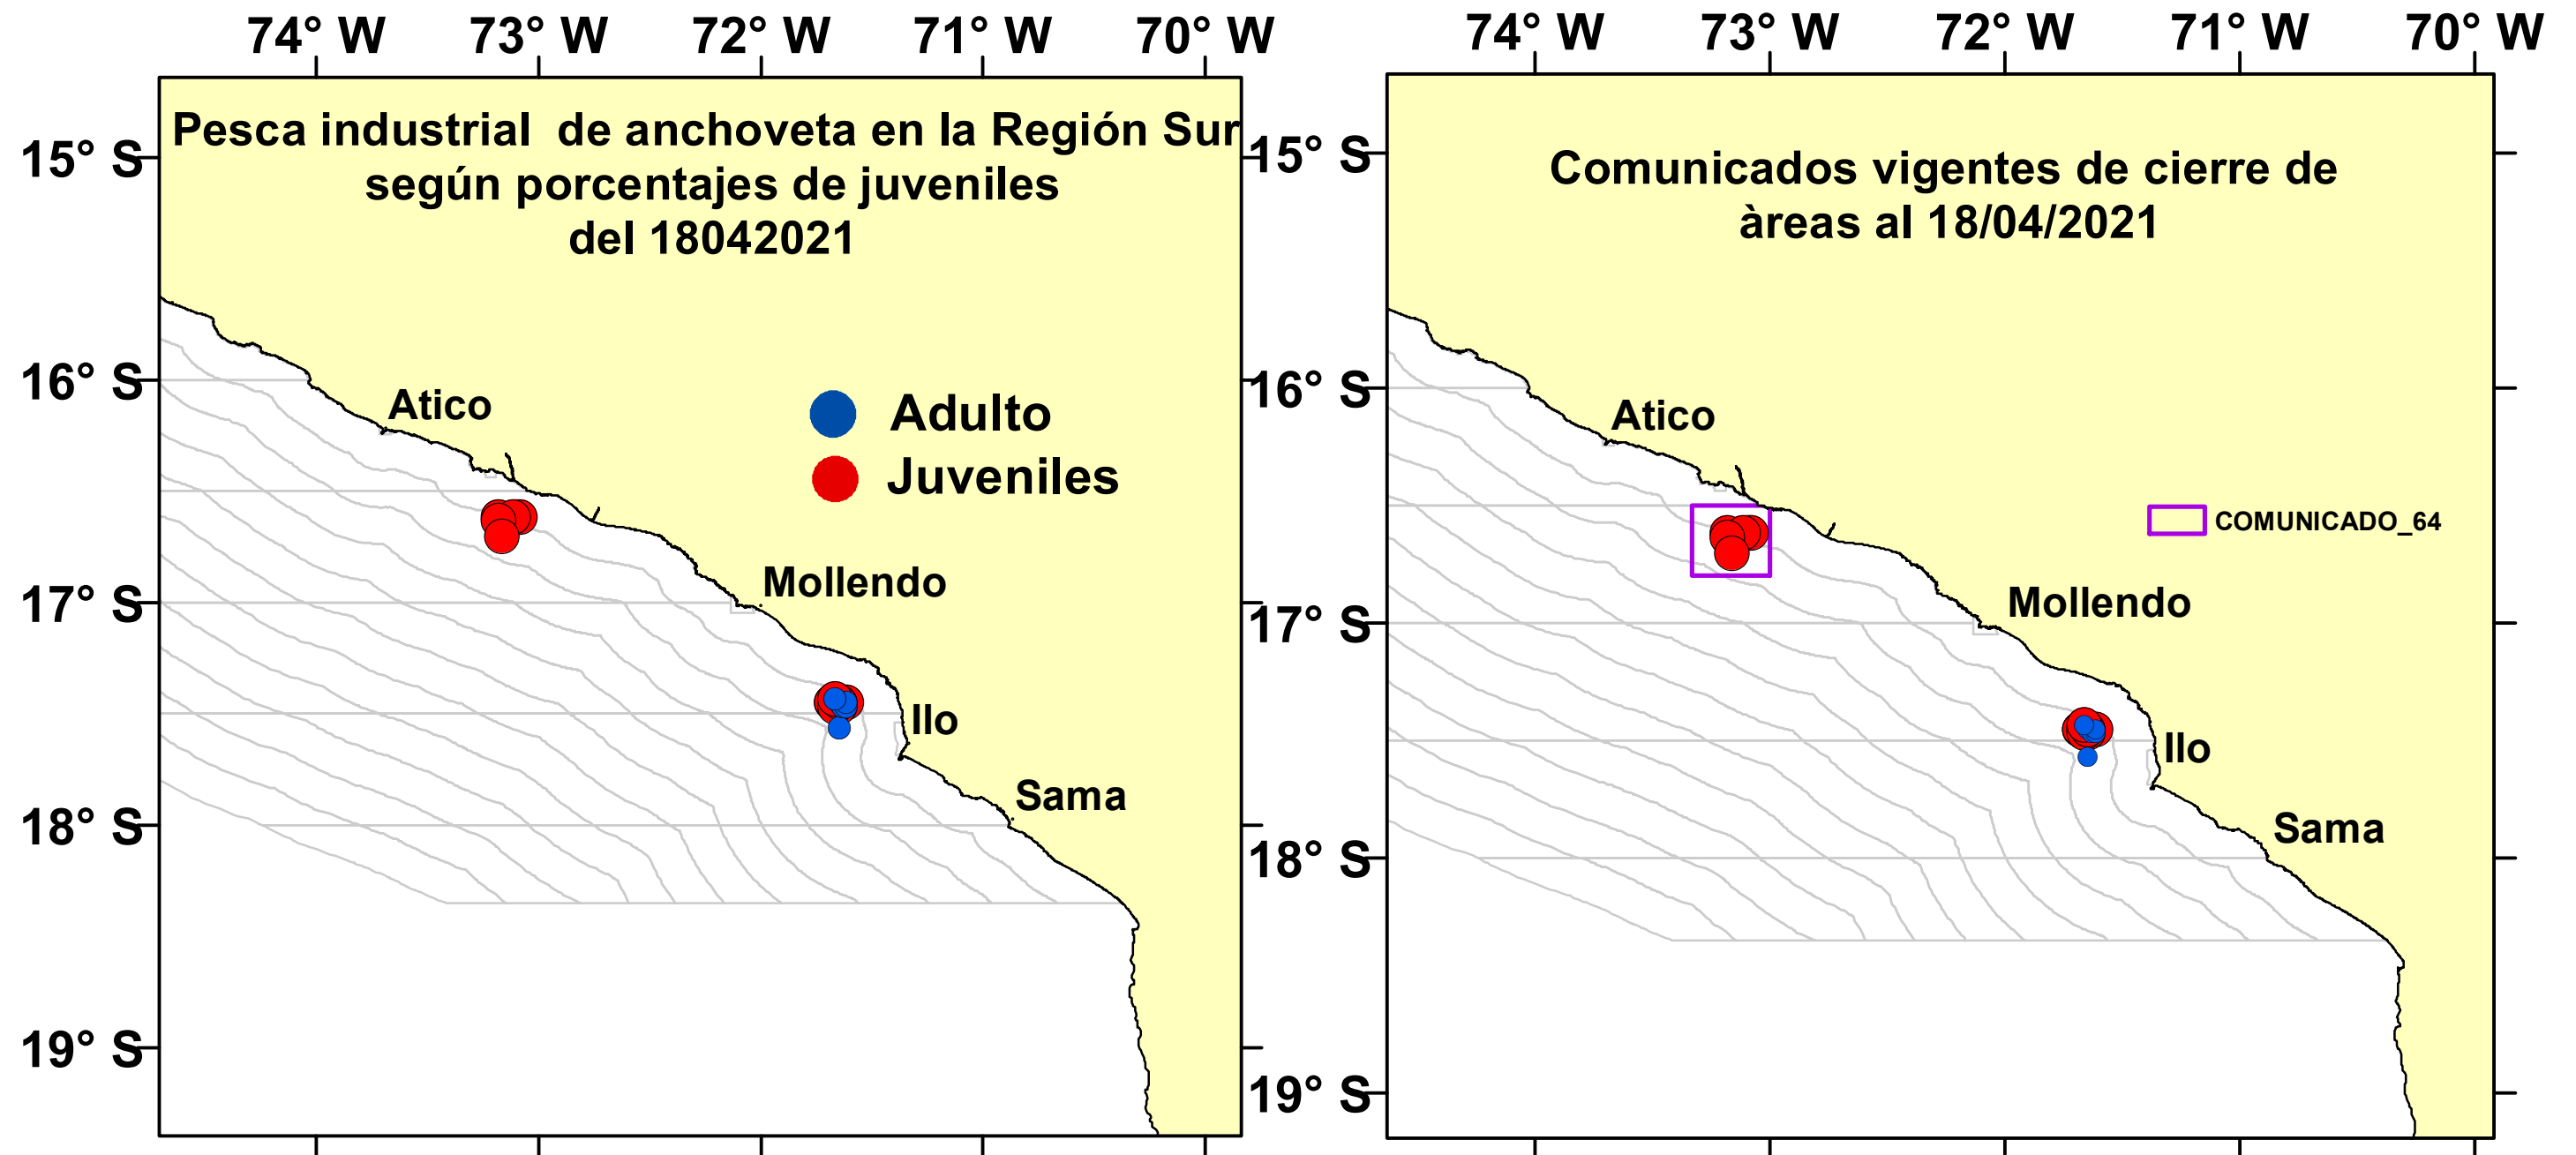 74° W 73° W 72° W 71° W 70° W
Pesca industrial de anchoveta en la Región Sur
según porcentajes de juveniles
del 18042021
15° S
16° S
17° S
18° S
19° S
Atico
Adulto
Juveniles
Mollendo
Ilo
Sama
74° W 73° W 72° W 71° W 70° W
Comunicados vigentes de cierre de
àreas al 18/04/2021
15° S
16° S
17° S
18° S
19° S
Atico
COMUNICADO_64
Mollendo
Ilo
Sama